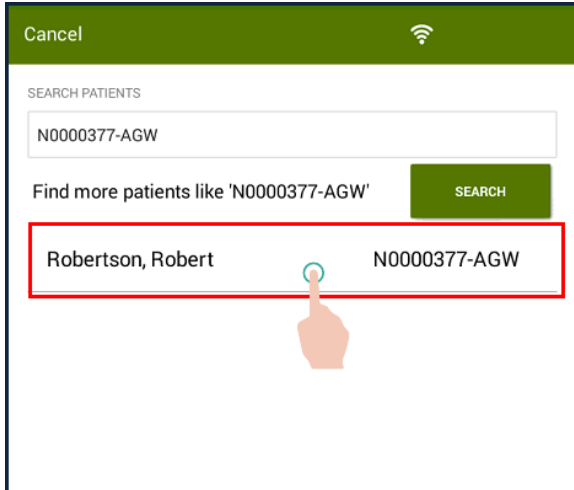 Cancel
SEARCH PATIENTS
N0000377-AGW
Find more patients like 'N0000377-AGW'
SEARCH
Robertson, Robert N0000377-AGW